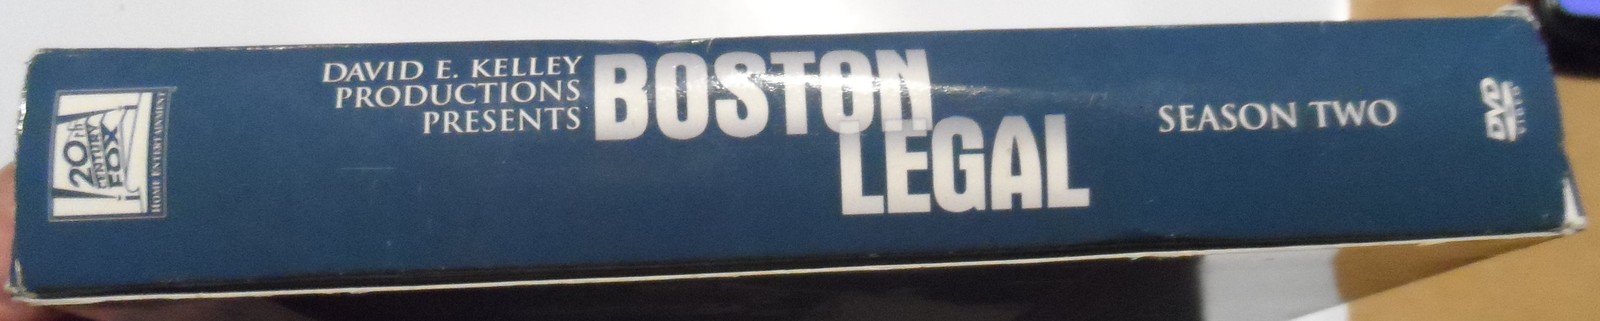 20th
CENTURY
FOX
HOME ENTERTAINMENT
DAVID E. KELLEY
PRODUCTIONS
PRESENTS
BOSTON
LEGAL
SEASON TWO
DVD
VIDEO